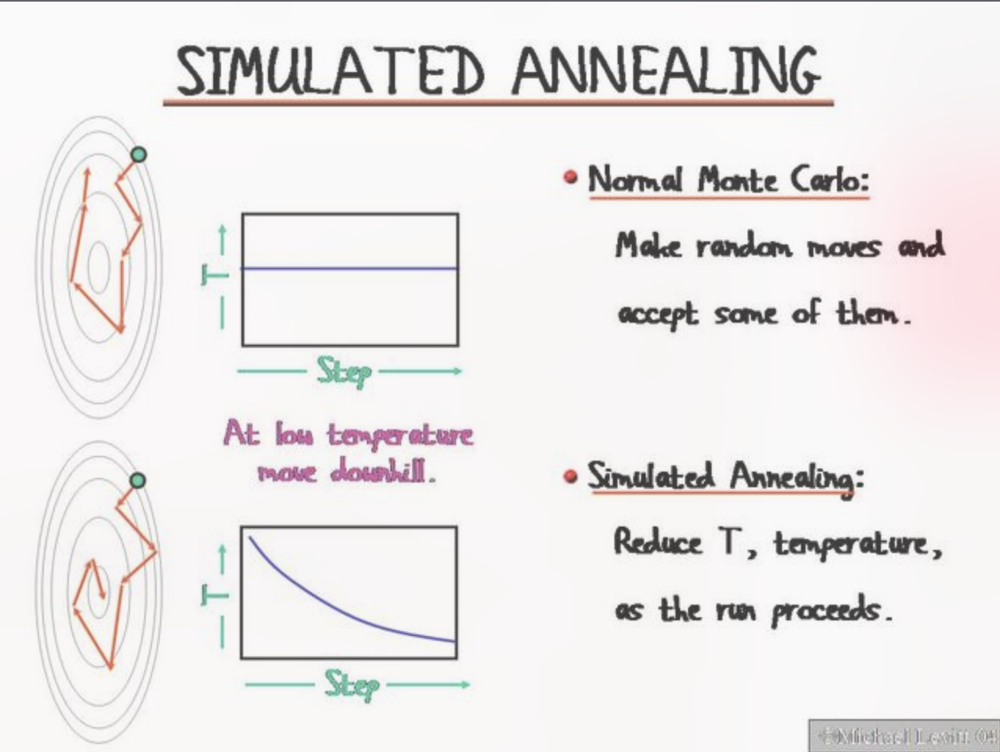 SIMULATED ANNEALING
• Normal Monte Carlo:
Make random moves and
accept some of them.
T
Step
At low temperature
move downhill.
• Simulated Annealing:
Reduce T, temperature,
as the run proceeds.
T
Step
©Michael Levitt 04